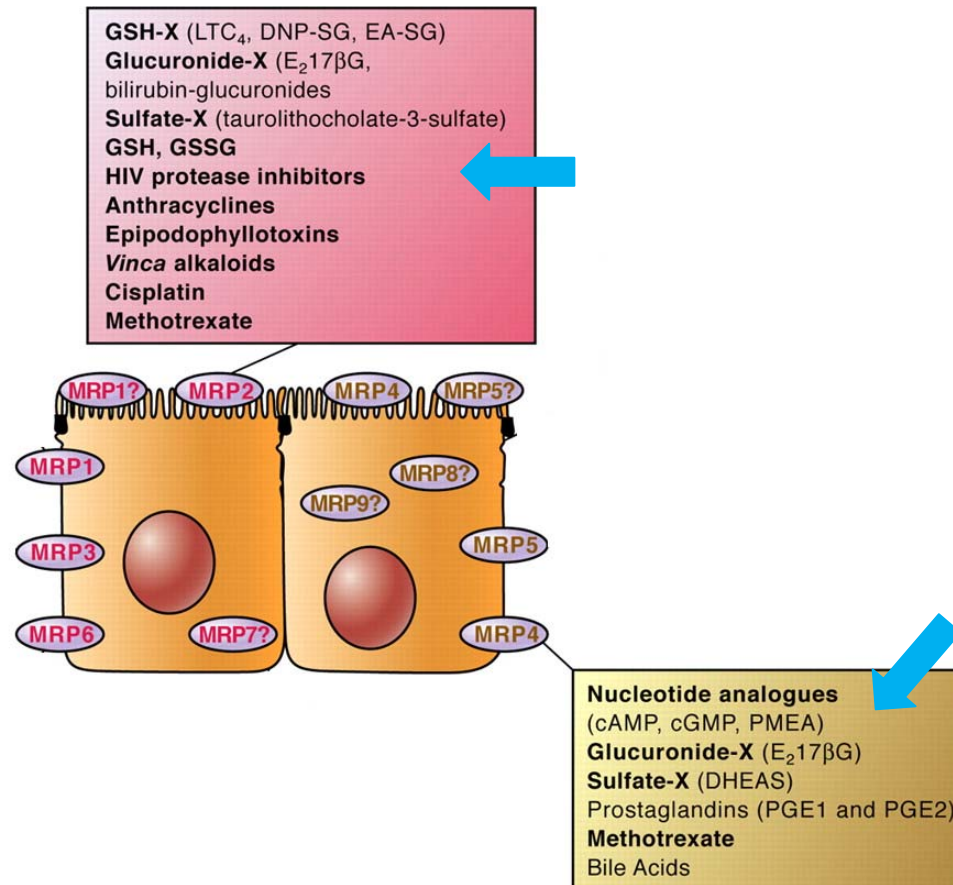 GSH-X (LTC₄, DNP-SG, EA-SG)
Glucuronide-X (E₂17βG,
bilirubin-glucuronides
Sulfate-X (taurolithocholate-3-sulfate)
GSH, GSSG
HIV protease inhibitors
Anthracyclines
Epipodophyllotoxins
Vinca alkaloids
Cisplatin
Methotrexate
MRP1? MRP2 MRP4 MRP5?
MRP1
MRP8?
MRP9?
MRP3
MRP5
MRP6 MRP7? MRP4
Nucleotide analogues
(cAMP, cGMP, PMEA)
Glucuronide-X (E₂17βG)
Sulfate-X (DHEAS)
Prostaglandins (PGE1 and PGE2)
Methotrexate
Bile Acids